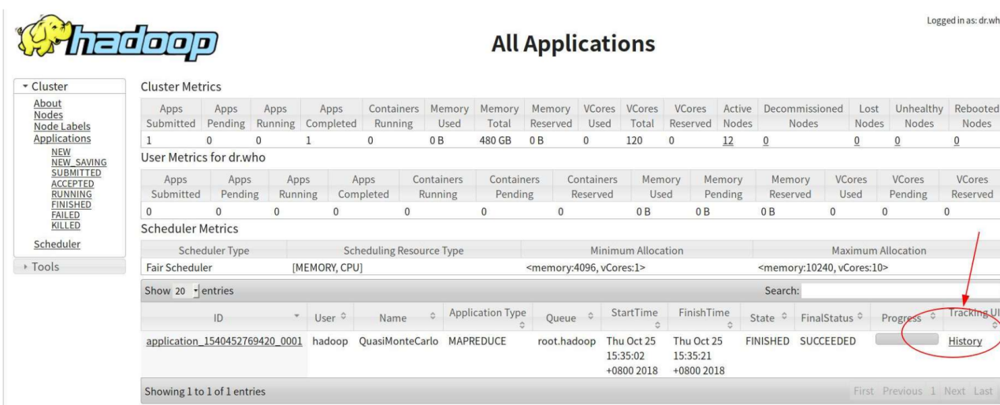 Logged in as: dr.wh
hadoop
All Applications
Cluster
About
Nodes
Node Labels
Applications
NEW
NEW_SAVING
SUBMITTED
ACCEPTED
RUNNING
FINISHED
FAILED
KILLED
Scheduler
Tools
Cluster Metrics
Apps Submitted Apps Pending Apps Running Apps Completed Containers Running Memory Used Memory Total Memory Reserved VCores Used VCores Total VCores Reserved Active Nodes Decommissioned Nodes Lost Nodes Unhealthy Nodes Rebooted Nodes
1 0 0 1 0 0 B 480 GB 0 B 0 120 0 12 0 0 0 0
User Metrics for dr.who
Apps Submitted Apps Pending Apps Running Apps Completed Containers Running Containers Pending Containers Reserved Memory Used Memory Pending Memory Reserved VCores Used VCores Pending VCores Reserved
0 0 0 0 0 0 0 0 B 0 B 0 B 0 0 0
Scheduler Metrics
Scheduler Type Scheduling Resource Type Minimum Allocation Maximum Allocation
Fair Scheduler [MEMORY, CPU] <memory:4096, vCores:1> <memory:10240, vCores:10>
Show 20 entries Search:
ID User Name Application Type Queue StartTime FinishTime State FinalStatus Progress Tracking UI
application_1540452769420_0001 hadoop QuasiMonteCarlo MAPREDUCE root.hadoop Thu Oct 25 15:35:02 +0800 2018 Thu Oct 25 15:35:21 +0800 2018 FINISHED SUCCEEDED History
Showing 1 to 1 of 1 entries First Previous 1 Next Last